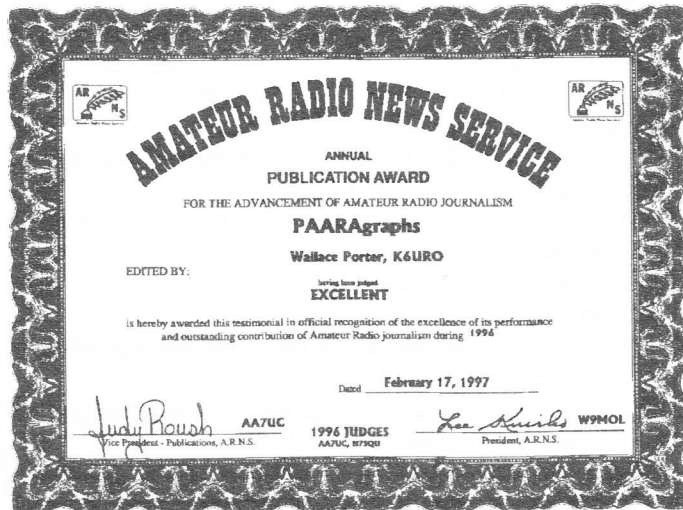 AR
NS
AR
NS
AMATEUR RADIO NEWS SERVICE
ANNUAL
PUBLICATION AWARD
FOR THE ADVANCEMENT OF AMATEUR RADIO JOURNALISM
PAARAgraphs
Wallace Porter, K6URO
EDITED BY:
having been judged
EXCELLENT
is hereby awarded this testimonial in official recognition of the excellence of its performance
and outstanding contribution of Amateur Radio journalism during 1996
Dated February 17, 1997
Judy Roush AA7UC
Vice President - Publications, A.R.N.S.
1996 JUDGES
AA7UC,
Lee W9MOL
President, A.R.N.S.